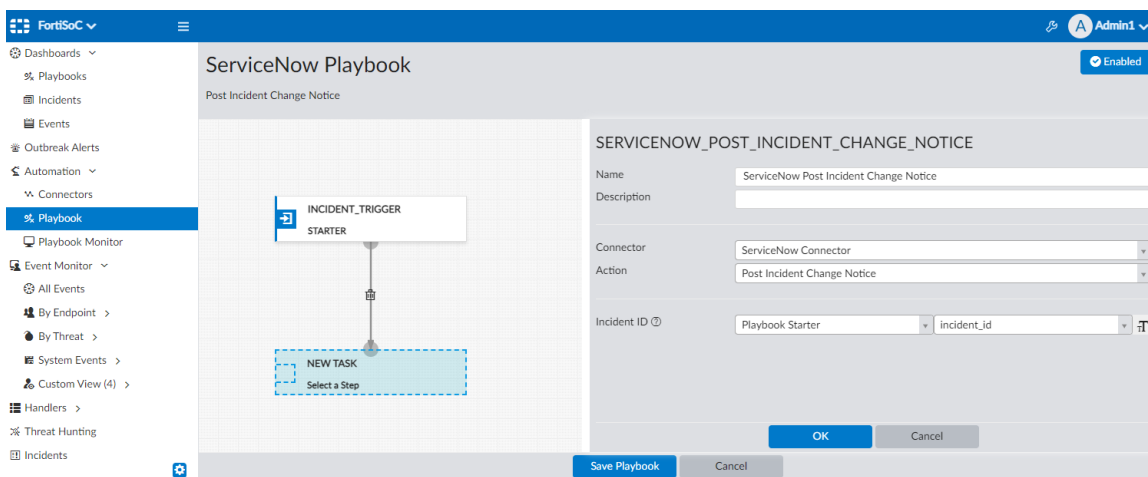 FortiSoC
A Admin1
Dashboards
Playbooks
Incidents
Events
Outbreak Alerts
Automation
Connectors
Playbook
Playbook Monitor
Event Monitor
All Events
By Endpoint
By Threat
System Events
Custom View (4)
Handlers
Threat Hunting
Incidents
ServiceNow Playbook
Enabled
Post Incident Change Notice
INCIDENT_TRIGGER
STARTER
NEW TASK
Select a Step
SERVICENOW_POST_INCIDENT_CHANGE_NOTICE
Name ServiceNow Post Incident Change Notice
Description
Connector ServiceNow Connector
Action Post Incident Change Notice
Incident ID Playbook Starter incident_id
OK Cancel
Save Playbook Cancel